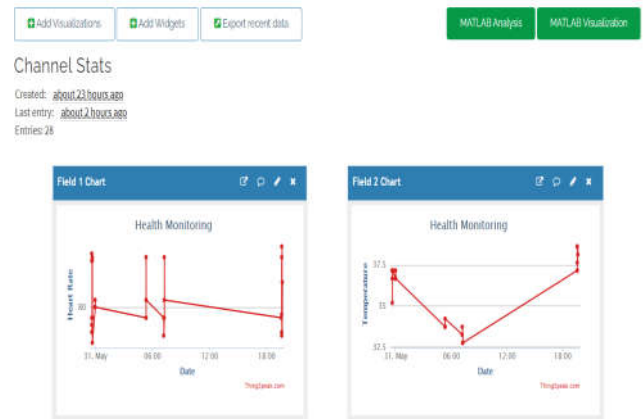 Add Visualizations Add Widgets Export recent data MATLAB Analysis MATLAB Visualization
Channel Stats
Created: about 23 hours ago
Last entry: about 2 hours ago
Entries: 28
Field 1 Chart
Health Monitoring
Heart Rate
80
31. May 06:00 12:00 18:00
Date
ThingSpeak.com
Field 2 Chart
Health Monitoring
Temperature
37.5
35
32.5
31. May 06:00 12:00 18:00
Date
ThingSpeak.com